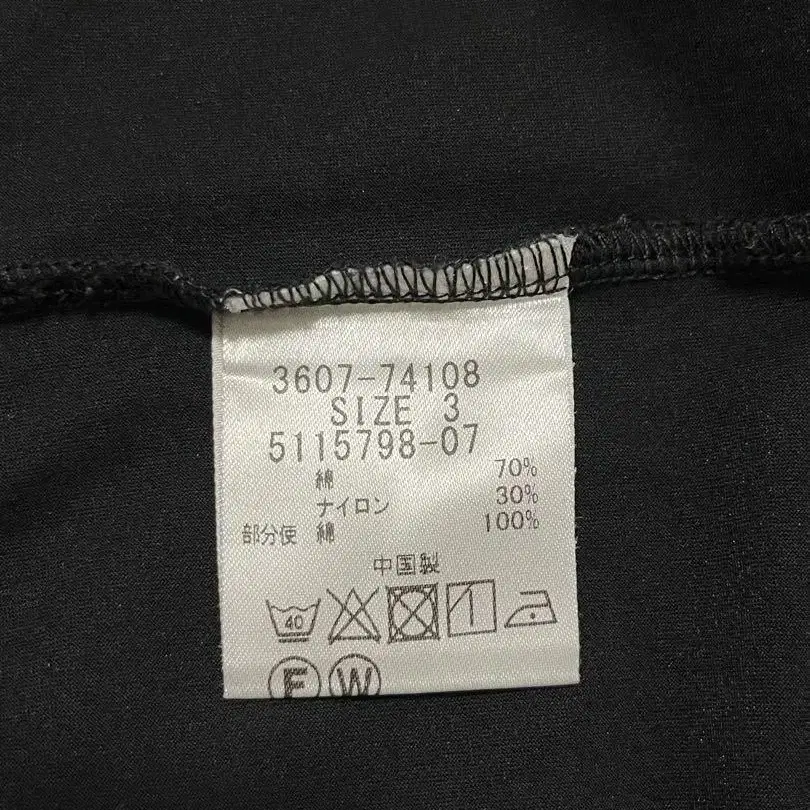 3607-74108
SIZE 3
5115798-07
綿 70%
ナイロン 30%
部分使 綿 100%
中国製
40
F W